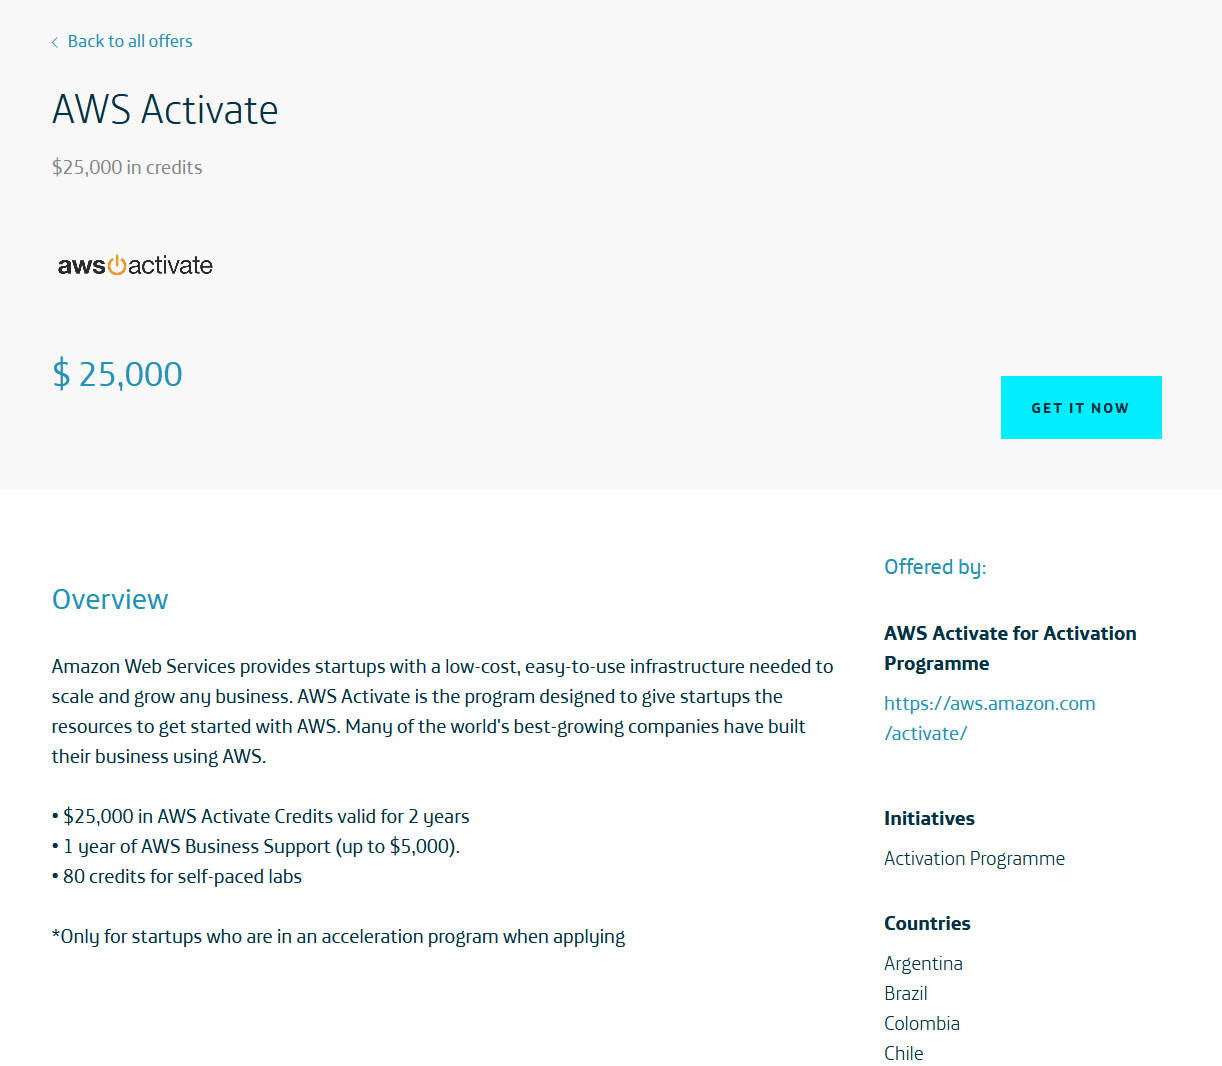 Back to all offers
AWS Activate
$25,000 in credits
aws activate
$ 25,000
GET IT NOW
Overview
Amazon Web Services provides startups with a low-cost, easy-to-use infrastructure needed to
scale and grow any business. AWS Activate is the program designed to give startups the
resources to get started with AWS. Many of the world's best-growing companies have built
their business using AWS.
• $25,000 in AWS Activate Credits valid for 2 years
• 1 year of AWS Business Support (up to $5,000).
• 80 credits for self-paced labs
*Only for startups who are in an acceleration program when applying
Offered by:
AWS Activate for Activation
Programme
https://aws.amazon.com
/activate/
Initiatives
Activation Programme
Countries
Argentina
Brazil
Colombia
Chile